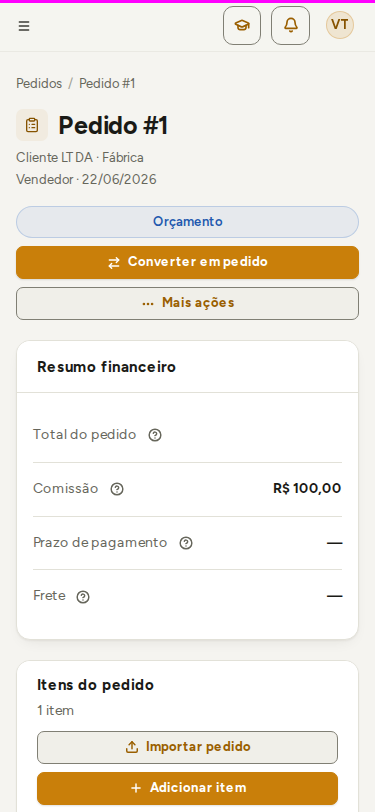 VT
Pedidos / Pedido #1
Pedido #1
Cliente LTDA · Fábrica
Vendedor · 22/06/2026
Orçamento
Converter em pedido
Mais ações
Resumo financeiro
Total do pedido
Comissão R$ 100,00
Prazo de pagamento —
Frete —
Itens do pedido
1 item
Importar pedido
Adicionar item